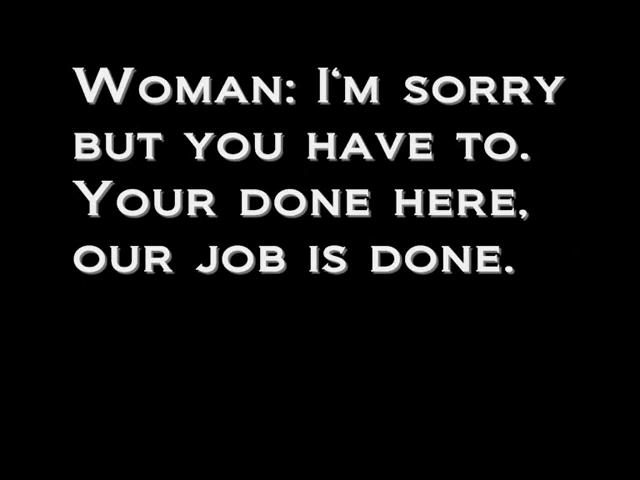 Woman: I'm sorry
but you have to.
Your done here,
our job is done.